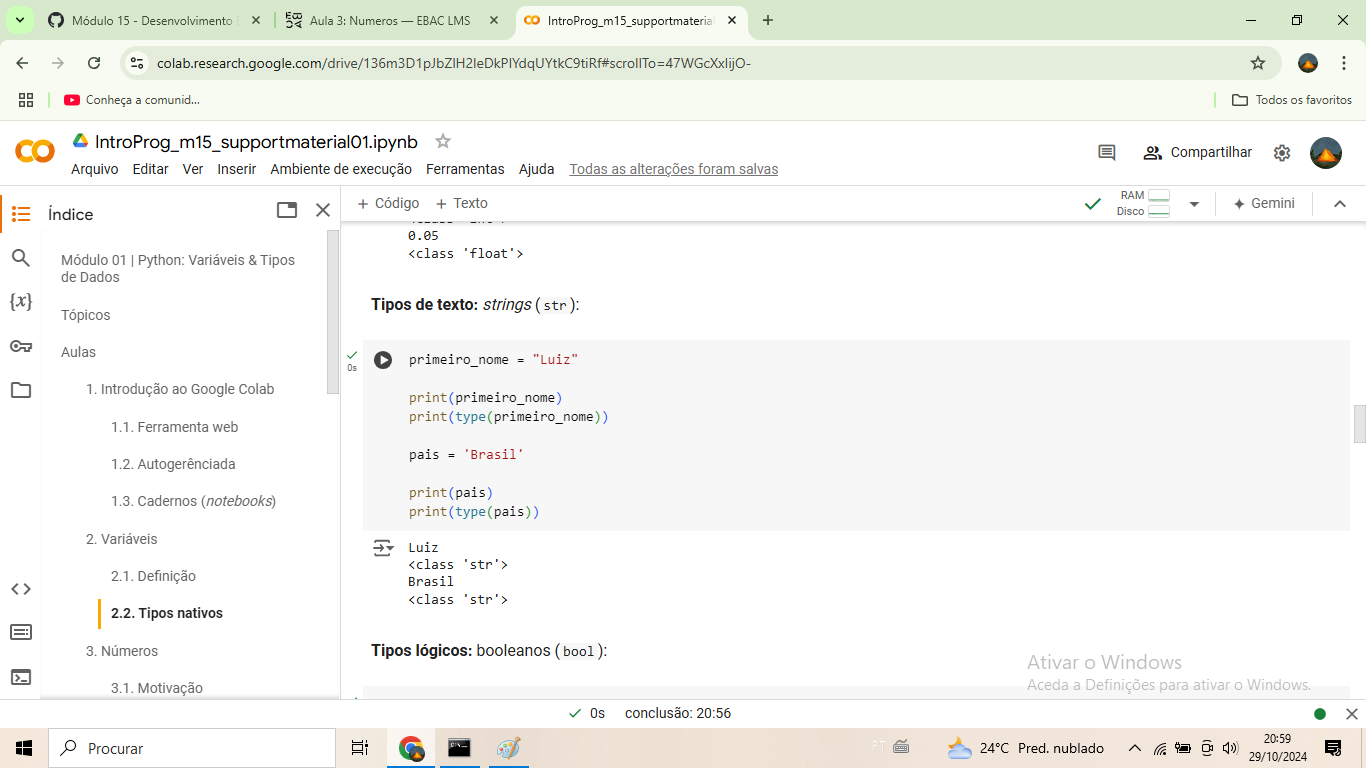 Módulo 15 - Desenvolvimento
Aula 3: Numeros — EBAC LMS
IntroProg_m15_supportmaterial
colab.research.google.com/drive/136m3D1pJbZlH2IeDkPlYdqUYtkC9tiRf#scrollTo=47WGcXxIijO-
Conheça a comunid...
Todos os favoritos
IntroProg_m15_supportmaterial01.ipynb
Arquivo Editar Ver Inserir Ambiente de execução Ferramentas Ajuda Todas as alterações foram salvas
Compartilhar
Índice
+ Código + Texto
RAM
Disco
Gemini
Módulo 01 | Python: Variáveis & Tipos
de Dados
Tópicos
Aulas
1. Introdução ao Google Colab
1.1. Ferramenta web
1.2. Autogerênciada
1.3. Cadernos (notebooks)
2. Variáveis
2.1. Definição
2.2. Tipos nativos
3. Números
3.1. Motivação
0.05
<class 'float'>
Tipos de texto: strings (str):
0s
primeiro_nome = "Luiz"
print(primeiro_nome)
print(type(primeiro_nome))
pais = 'Brasil'
print(pais)
print(type(pais))
Luiz
<class 'str'>
Brasil
<class 'str'>
Tipos lógicos: booleanos (bool):
Ativar o Windows
Aceda a Definições para ativar o Windows.
0s conclusão: 20:56
Procurar
PT
24°C Pred. nublado
20:59
29/10/2024